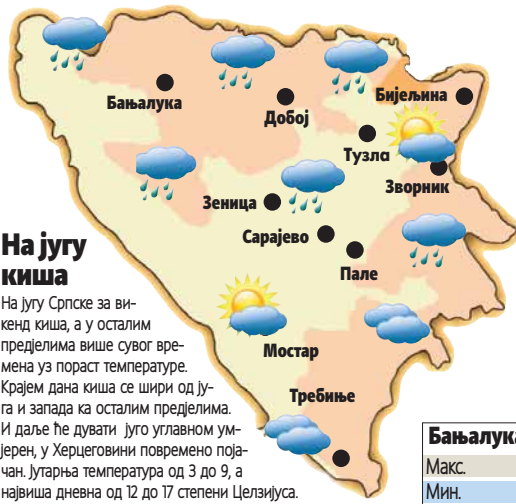 Бањалука
Добој
Бијељина
Тузла
Зворник
Зеница
Сарајево
Пале
Мостар
Требиње
На југу
киша
На југу Српске за ви-
кенд киша, а у осталим
предјелима више сувог вре-
мена уз пораст температуре.
Крајем дана киша се шири од ју-
га и запада ка осталим предјелима.
И даље ће дувати југо углавном ум-
јерен, у Херцеговини повремено поја-
чан. Јутарња температура од 3 до 9, а
највиша дневна од 12 до 17 степени Целзијуса.
Бањалука
Макс.
Мин.